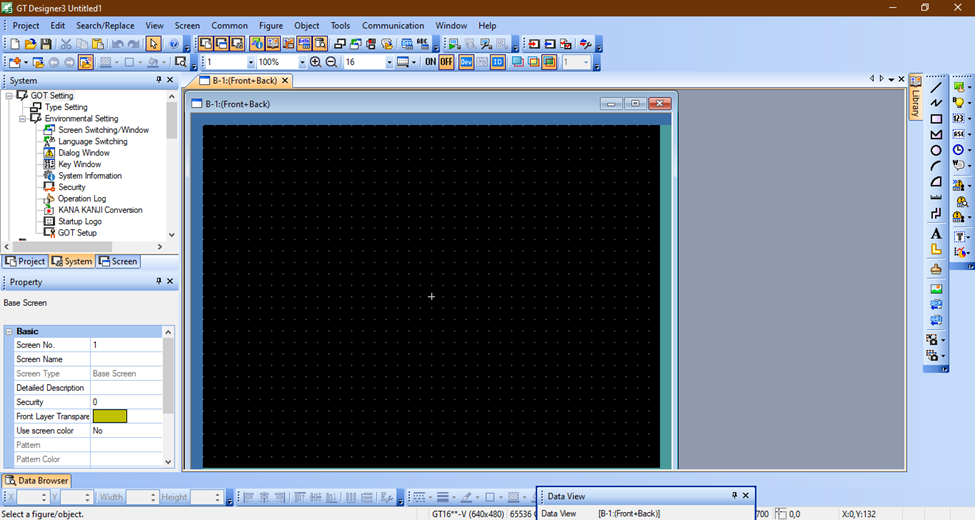 GT Designer3 Untitled1
Project Edit Search/Replace View Screen Common Figure Object Tools Communication Window Help
1 100% 16 ON OFF Dev ID 1
System
B-1:(Front+Back)
GOT Setting
Type Setting
Environmental Setting
Screen Switching/Window
Language Switching
Dialog Window
Key Window
System Information
Security
Operation Log
KANA KANJI Conversion
Startup Logo
GOT Setup
Project System Screen
B-1:(Front+Back)
Library
Property
Base Screen
Basic
Screen No. 1
Screen Name
Screen Type Base Screen
Detailed Description
Security 0
Front Layer Transpare
Use screen color No
Pattern
Pattern Color
Data Browser
X Y Width Height
Data View
Data View [B-1:(Front+Back)]
Select a figure/object. GT16**-V (640x480) 65536 700 0,0 X:0,Y:132